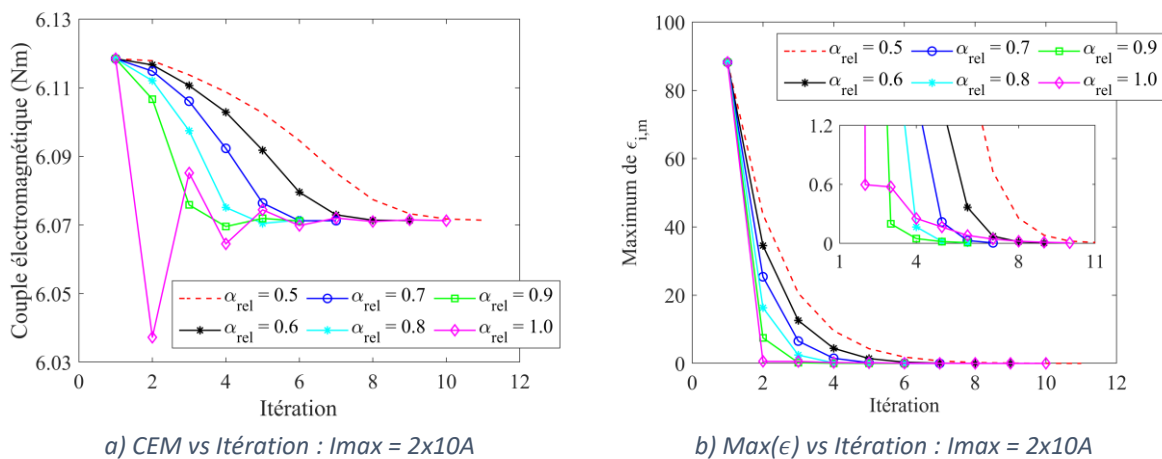 6.13
6.11
6.09
6.07
6.05
6.03
Couple électromagnétique (Nm)
α_rel = 0.5 α_rel = 0.7 α_rel = 0.9
α_rel = 0.6 α_rel = 0.8 α_rel = 1.0
0 2 4 6 8 10 12
Itération
a) CEM vs Itération : Imax = 2x10A
100
80
60
40
20
0
Maximum de ϵ_i,m
α_rel = 0.5 α_rel = 0.7 α_rel = 0.9
α_rel = 0.6 α_rel = 0.8 α_rel = 1.0
1.2
0.6
0
1 4 8 11
0 2 4 6 8 10 12
Itération
b) Max(ϵ) vs Itération : Imax = 2x10A